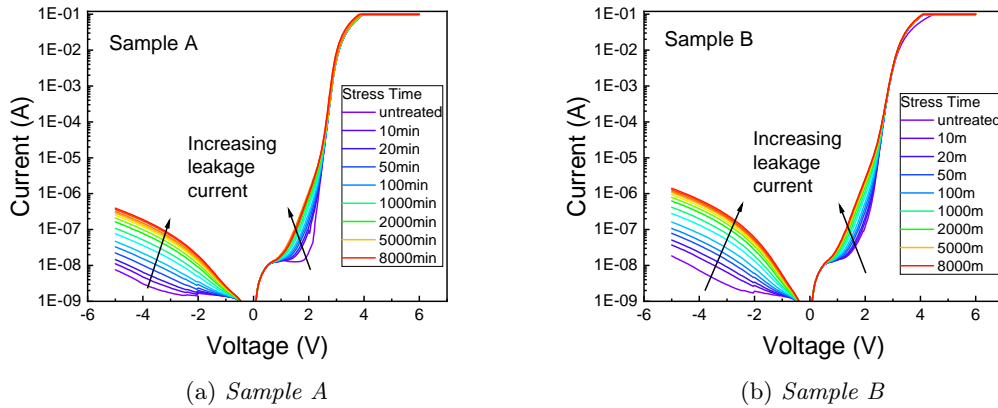 1E-01
1E-02
1E-03
1E-04
1E-05
1E-06
1E-07
1E-08
1E-09
Current (A)
Sample A
Increasing
leakage
current
Stress Time
untreated
10min
20min
50min
100min
1000min
2000min
5000min
8000min
-6 -4 -2 0 2 4 6
Voltage (V)
(a) Sample A
1E-01
1E-02
1E-03
1E-04
1E-05
1E-06
1E-07
1E-08
1E-09
Current (A)
Sample B
Increasing
leakage
current
Stress Time
untreated
10m
20m
50m
100m
1000m
2000m
5000m
8000m
-6 -4 -2 0 2 4 6
Voltage (V)
(b) Sample B